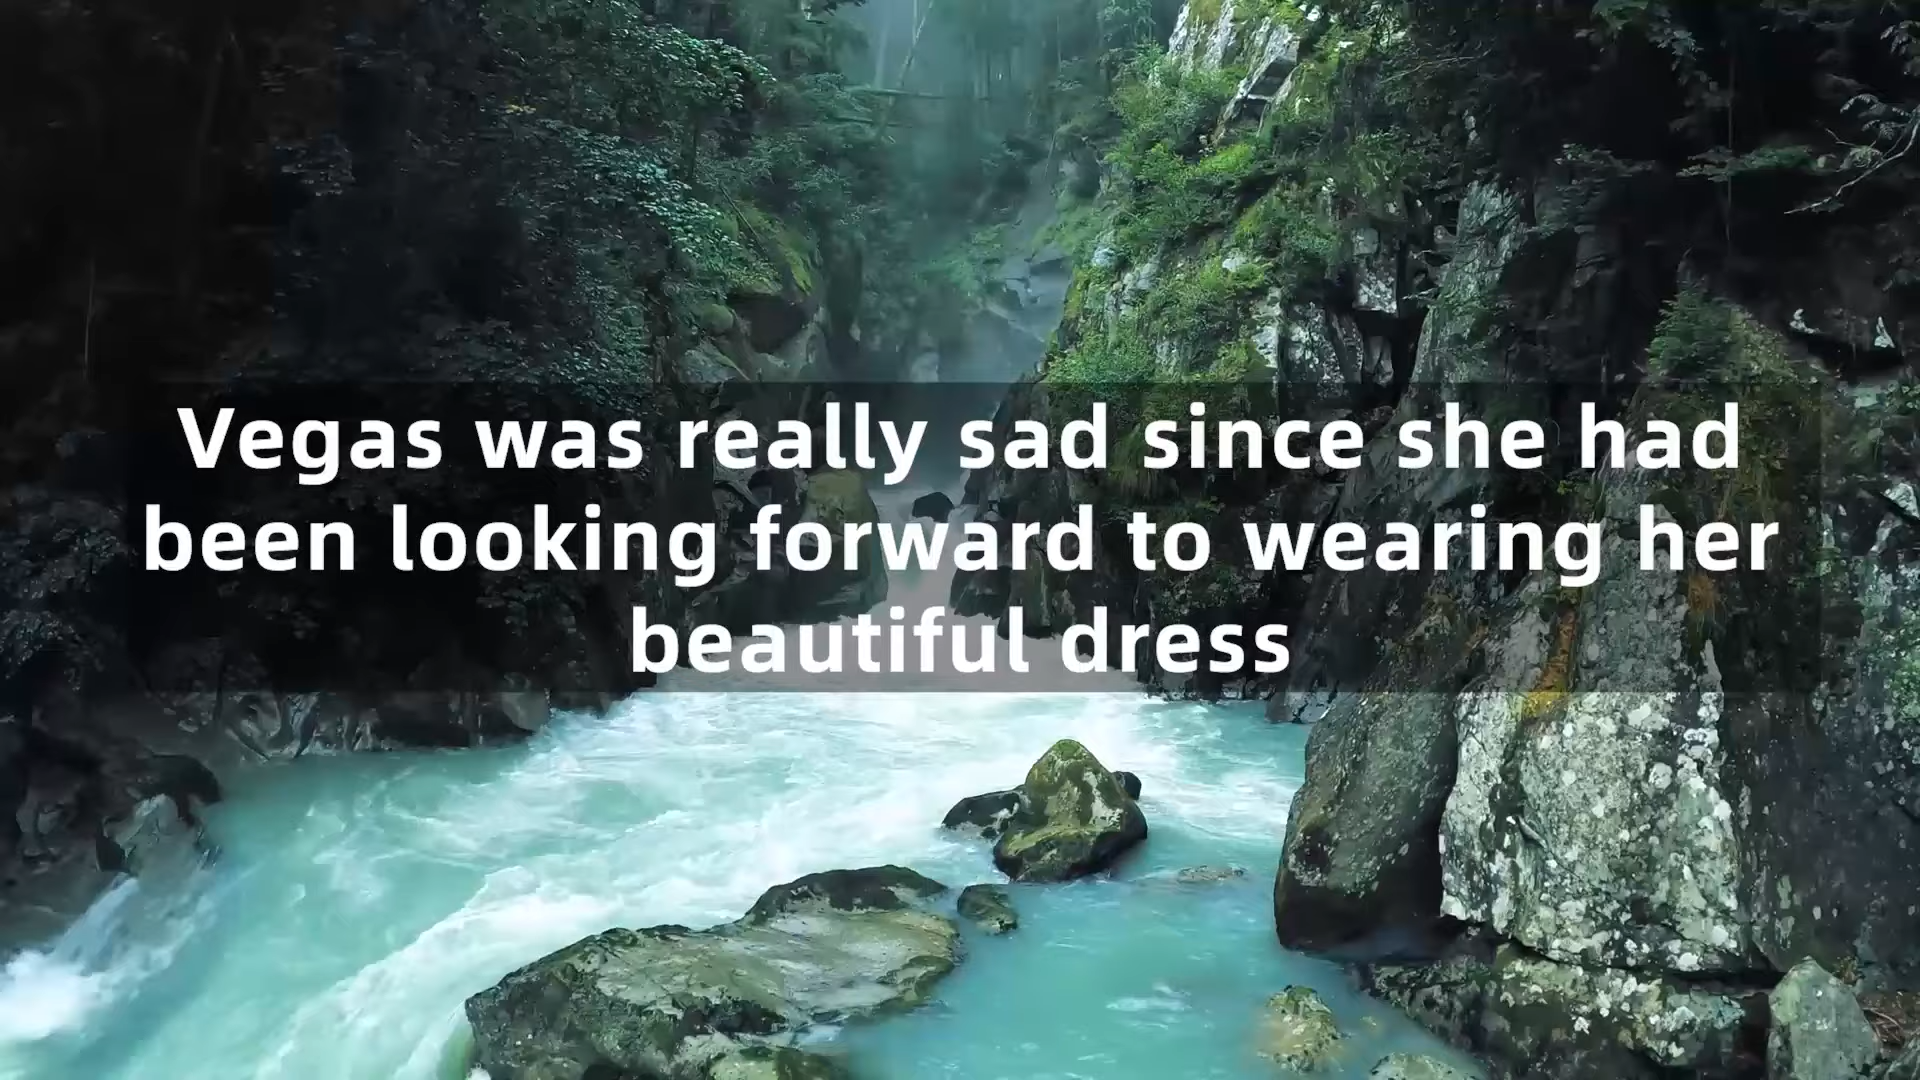 Vegas was really sad since she had
been looking forward to wearing her
beautiful dress